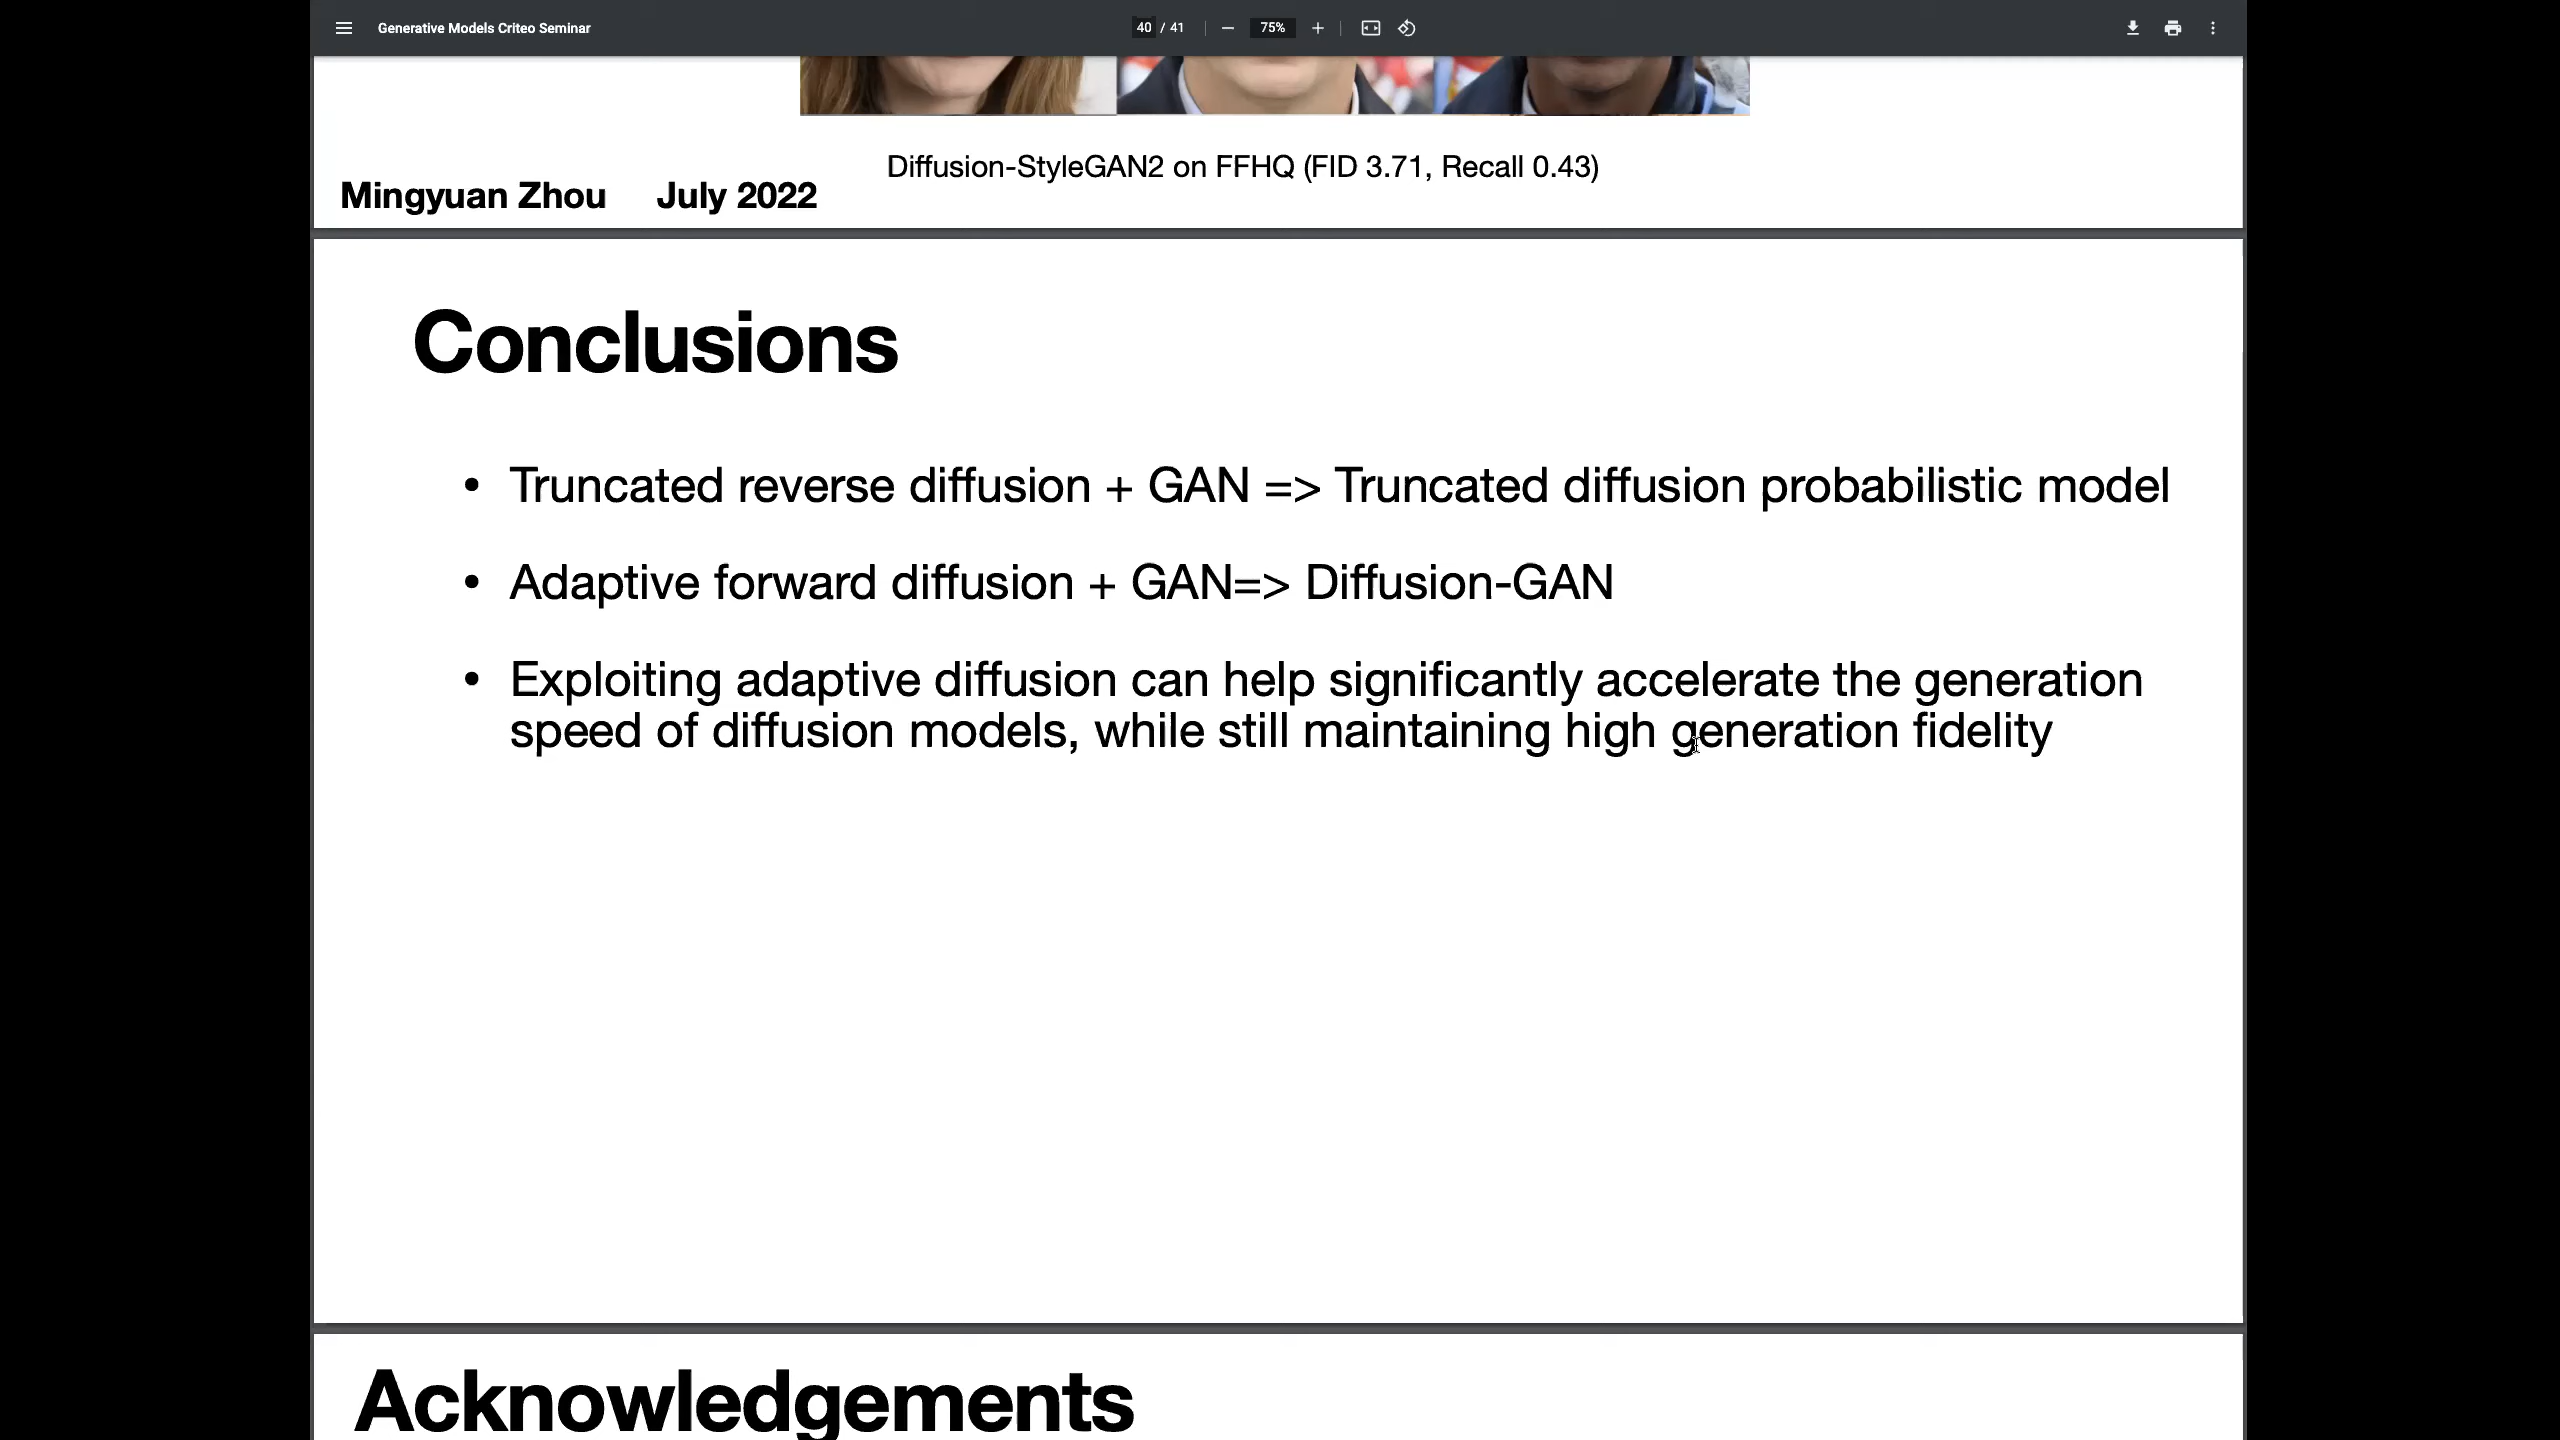 Generative Models Criteo Seminar
40 / 41
75%
Diffusion-StyleGAN2 on FFHQ (FID 3.71, Recall 0.43)
Mingyuan Zhou July 2022
Conclusions
• Truncated reverse diffusion + GAN => Truncated diffusion probabilistic model
• Adaptive forward diffusion + GAN=> Diffusion-GAN
• Exploiting adaptive diffusion can help significantly accelerate the generation
speed of diffusion models, while still maintaining high generation fidelity
Acknowledgements